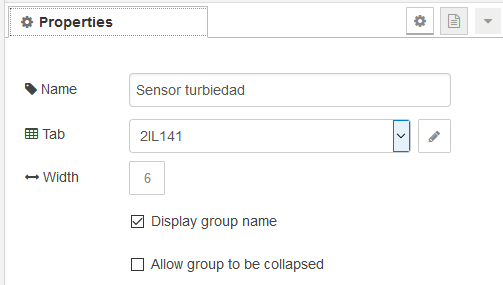 Properties
Name
Sensor turbiedad
Tab
2IL141
Width
6
Display group name
Allow group to be collapsed